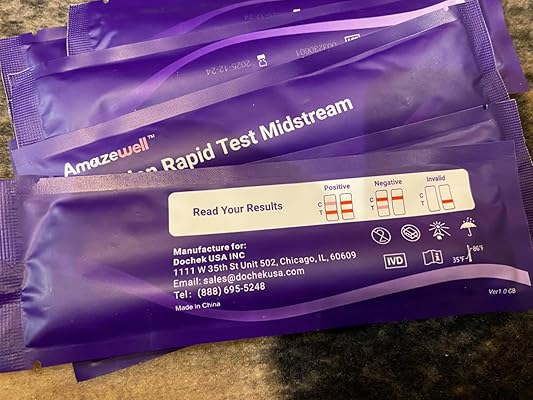 2025-12-24
Amazewell™
Rapid Test Midstream
Positive Negative Invalid
Read Your Results
C C C
T T T
Manufacture for:
Dochek USA INC
1111 W 35th St Unit 502, Chicago, IL, 60609
Email: sales@dochekusa.com
Tel: (888) 695-5248
Made in China
IVD
35°F
86°F
Ver1.0 GB